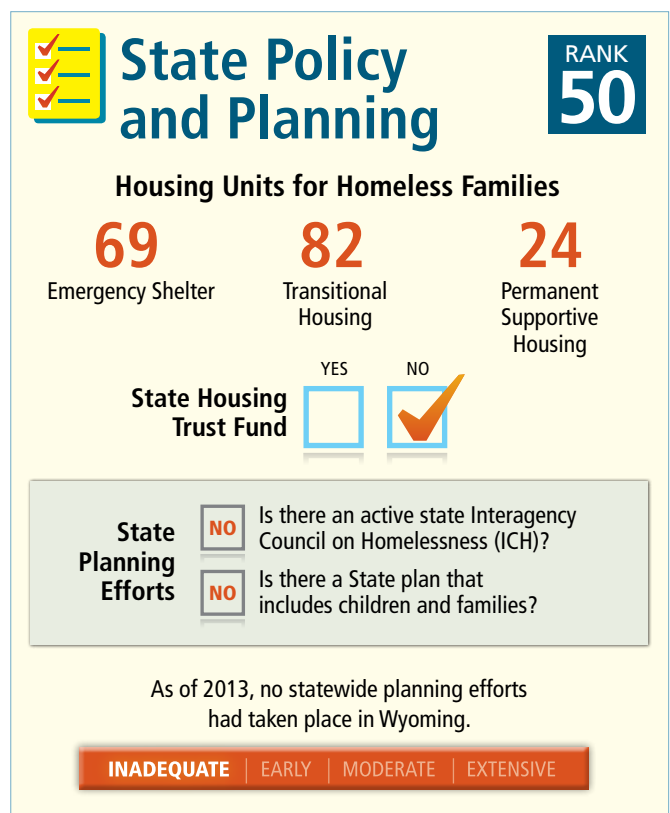 State Policy
and Planning
RANK
50
Housing Units for Homeless Families
69
Emergency Shelter
82
Transitional
Housing
24
Permanent
Supportive
Housing
YES
NO
State Housing
Trust Fund
State
Planning
Efforts
NO
Is there an active state Interagency
Council on Homelessness (ICH)?
NO
Is there a State plan that
includes children and families?
As of 2013, no statewide planning efforts
had taken place in Wyoming.
INADEQUATE | EARLY | MODERATE | EXTENSIVE